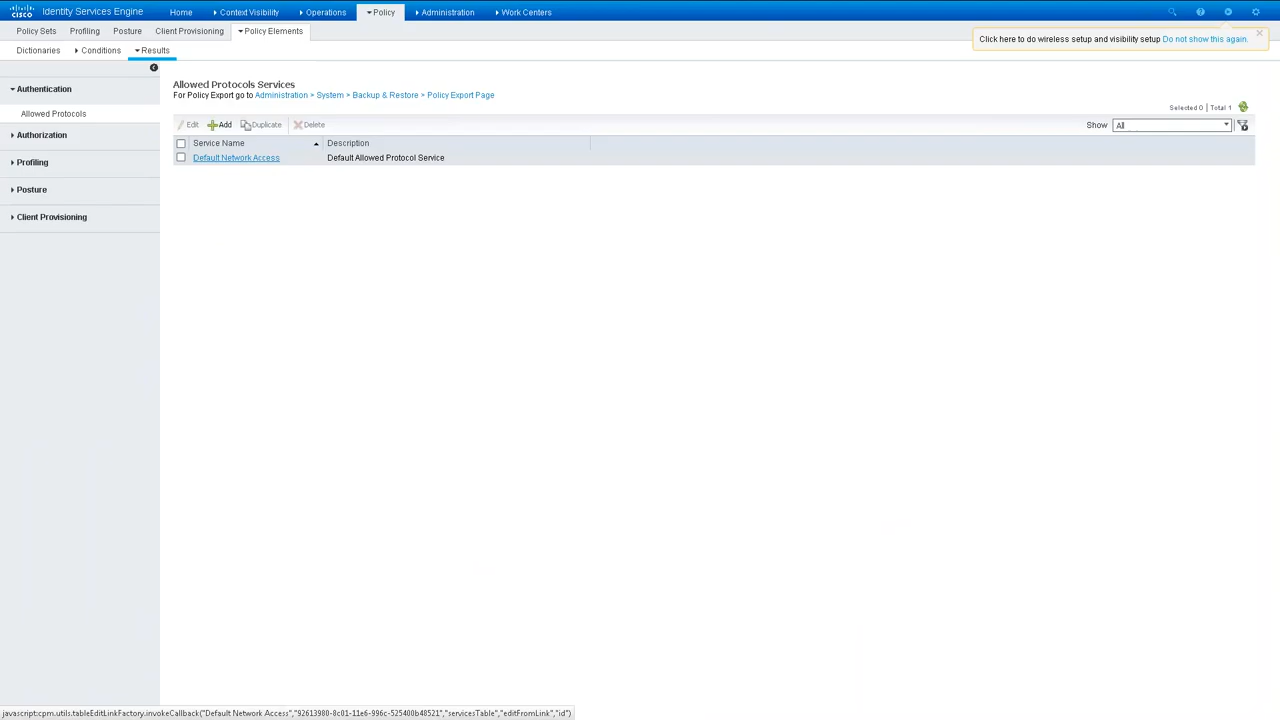 CISCO Identity Services Engine Home Context Visibility Operations Policy Administration Work Centers
Policy Sets Profiling Posture Client Provisioning Policy Elements
Click here to do wireless setup and visibility setup Do not show this again.
Dictionaries Conditions Results
Authentication
Allowed Protocols
Authorization
Profiling
Posture
Client Provisioning
Allowed Protocols Services
For Policy Export go to Administration > System > Backup & Restore > Policy Export Page
Selected 0 | Total 1
Edit Add Duplicate Delete Show All
Service Name Description
Default Network Access Default Allowed Protocol Service
javascript:cpm.utils.tableEditLinkFactory.invokeCallback("Default Network Access","92613980-8c01-11e6-996c-525400b48521","servicesTable","editFromLink","id")